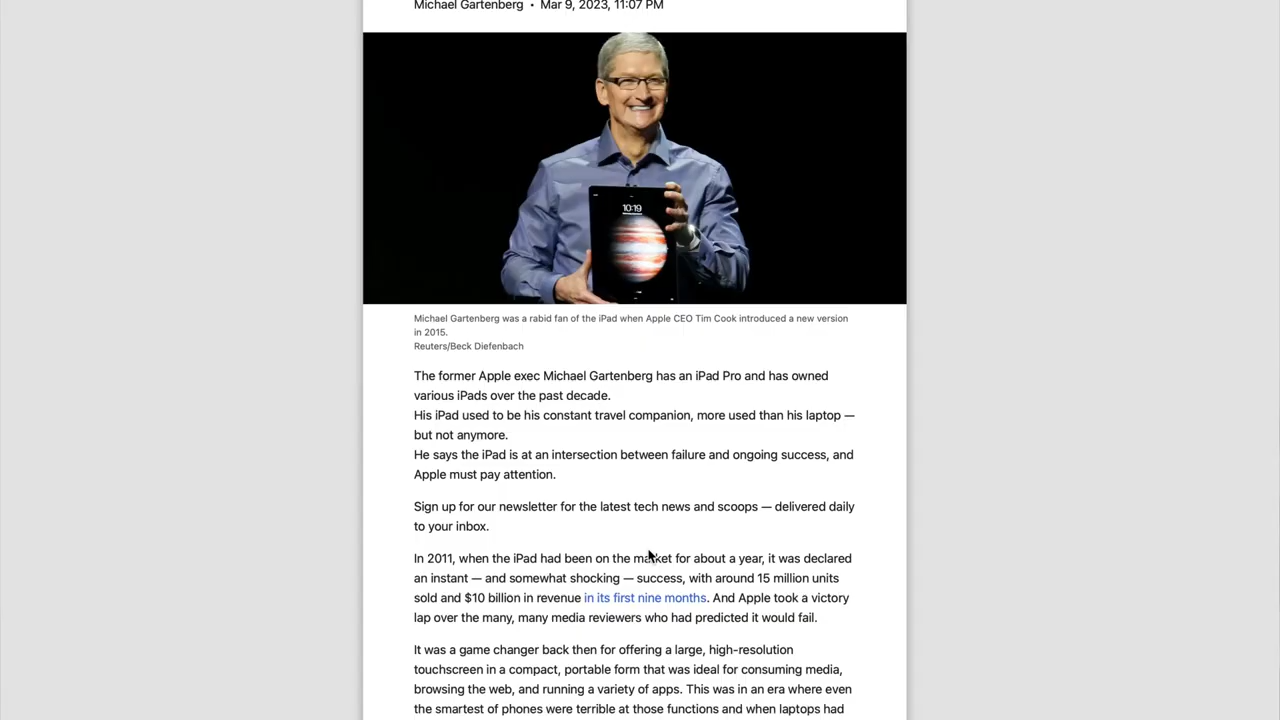 Michael Gartenberg • Mar 9, 2023, 11:07 PM
10:19
Michael Gartenberg was a rabid fan of the iPad when Apple CEO Tim Cook introduced a new version
in 2015.
Reuters/Beck Diefenbach
The former Apple exec Michael Gartenberg has an iPad Pro and has owned
various iPads over the past decade.
His iPad used to be his constant travel companion, more used than his laptop —
but not anymore.
He says the iPad is at an intersection between failure and ongoing success, and
Apple must pay attention.
Sign up for our newsletter for the latest tech news and scoops — delivered daily
to your inbox.
In 2011, when the iPad had been on the market for about a year, it was declared
an instant — and somewhat shocking — success, with around 15 million units
sold and $10 billion in revenue in its first nine months. And Apple took a victory
lap over the many, many media reviewers who had predicted it would fail.
It was a game changer back then for offering a large, high-resolution
touchscreen in a compact, portable form that was ideal for consuming media,
browsing the web, and running a variety of apps. This was in an era where even
the smartest of phones were terrible at those functions and when laptops had